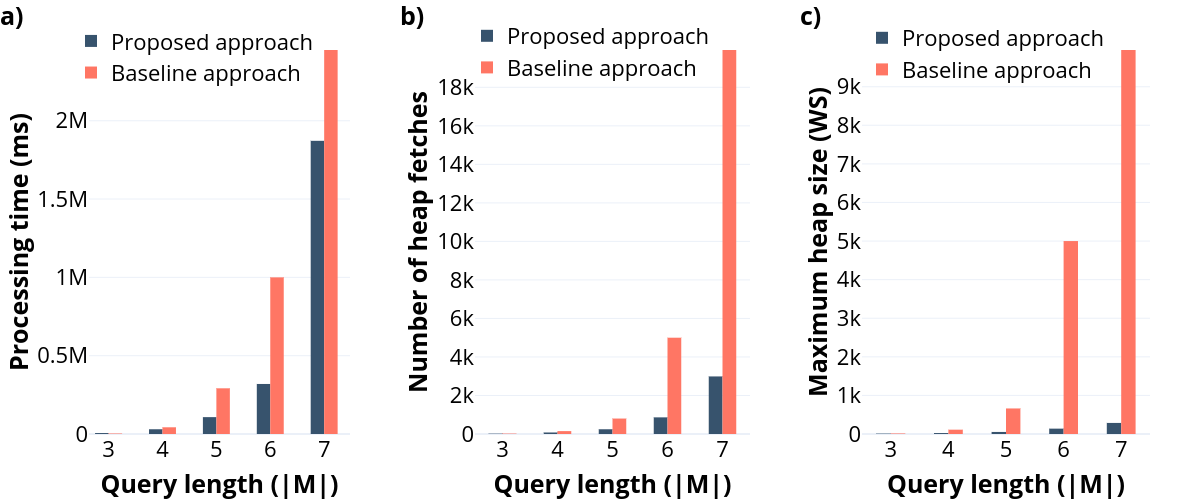 a)
Proposed approach
Baseline approach
Processing time (ms)
2M
1.5M
1M
0.5M
0
3 4 5 6 7
Query length (|M|)
b)
Proposed approach
Baseline approach
Number of heap fetches
18k
16k
14k
12k
10k
8k
6k
4k
2k
0
3 4 5 6 7
Query length (|M|)
c)
Proposed approach
Baseline approach
Maximum heap size (WS)
9k
8k
7k
6k
5k
4k
3k
2k
1k
0
3 4 5 6 7
Query length (|M|)